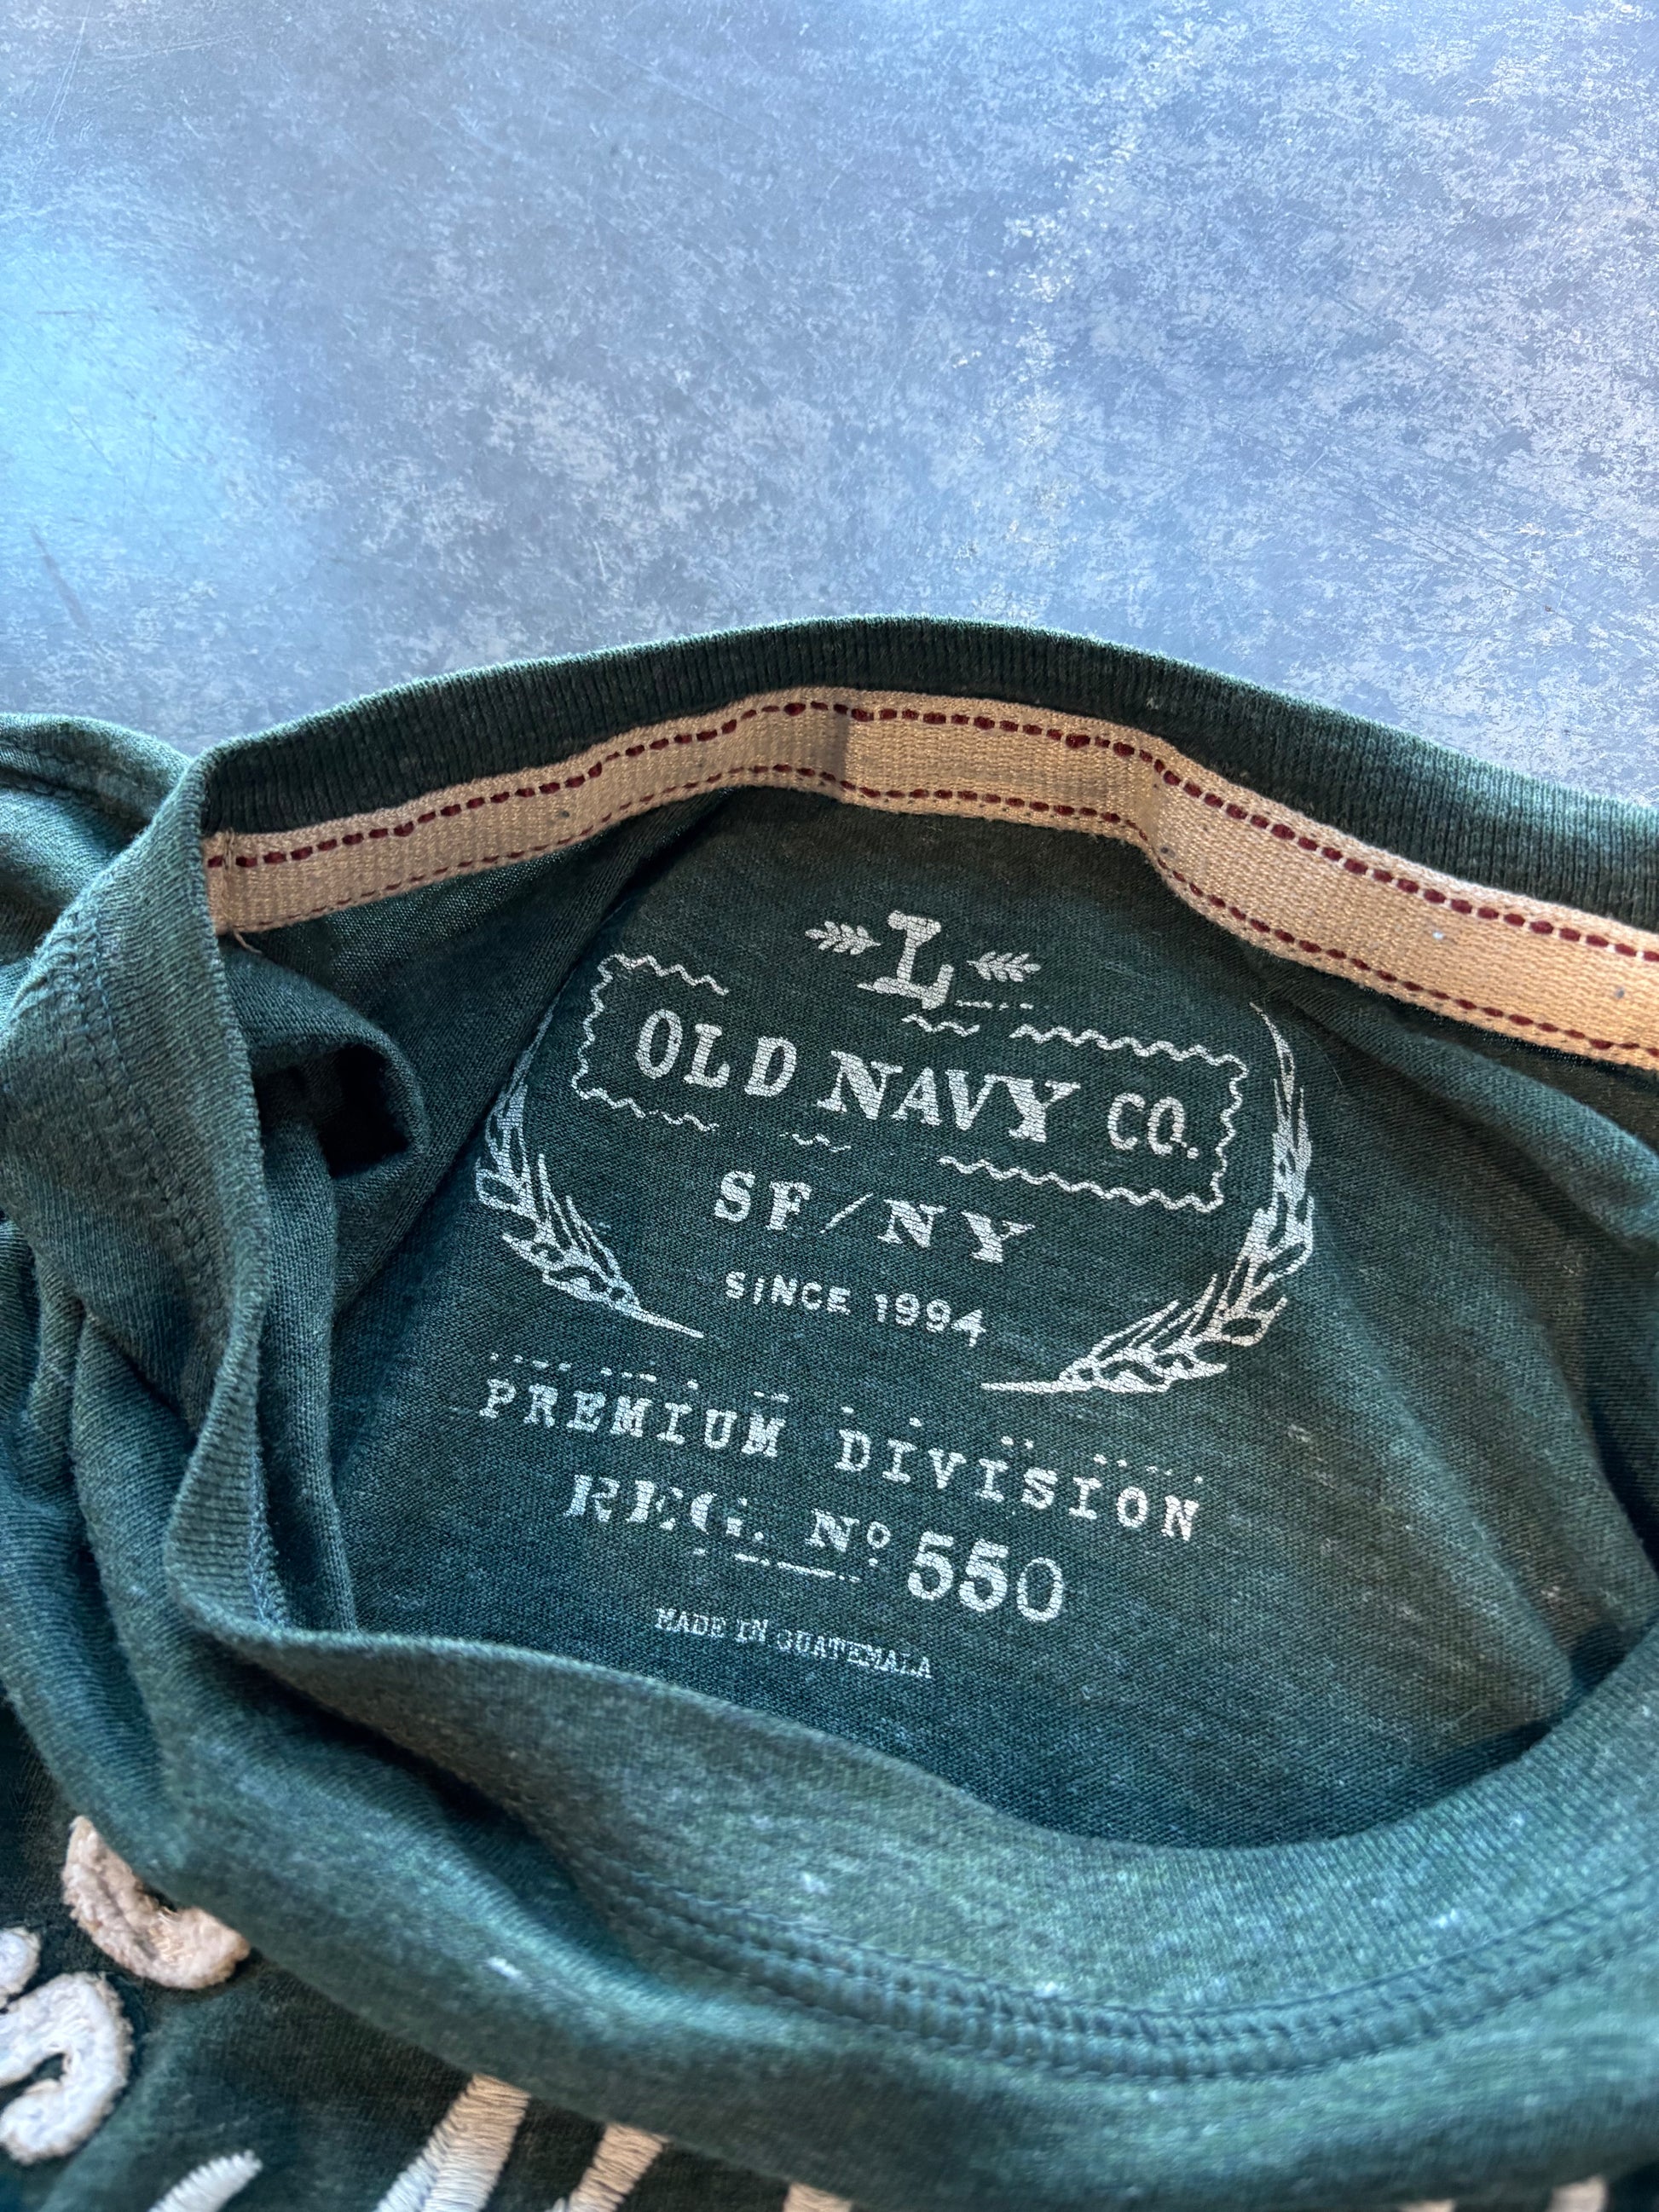 L
OLD NAVY CO.
SF/NY
SINCE 1994
PREMIUM DIVISION
REG. Nº 550
MADE IN GUATEMALA